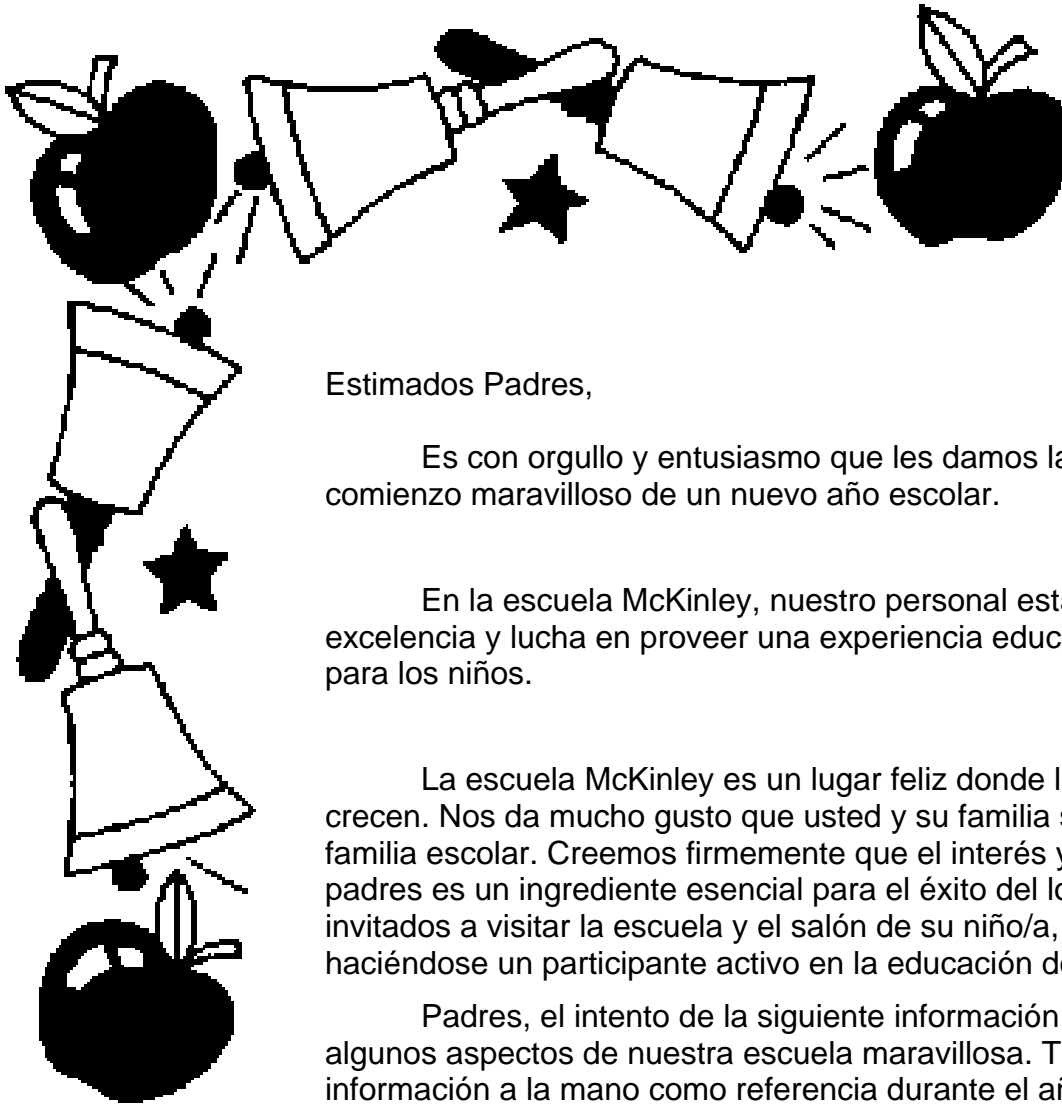 Estimados Padres,
Es con orgullo y entusiasmo que les damos la
comienzo maravilloso de un nuevo año escolar.
En la escuela McKinley, nuestro personal está
excelencia y lucha en proveer una experiencia educ
para los niños.
La escuela McKinley es un lugar feliz donde l
crecen. Nos da mucho gusto que usted y su familia s
familia escolar. Creemos firmemente que el interés y
padres es un ingrediente esencial para el éxito del lo
invitados a visitar la escuela y el salón de su niño/a,
haciéndose un participante activo en la educación de
Padres, el intento de la siguiente información
algunos aspectos de nuestra escuela maravillosa. T
información a la mano como referencia durante el añ